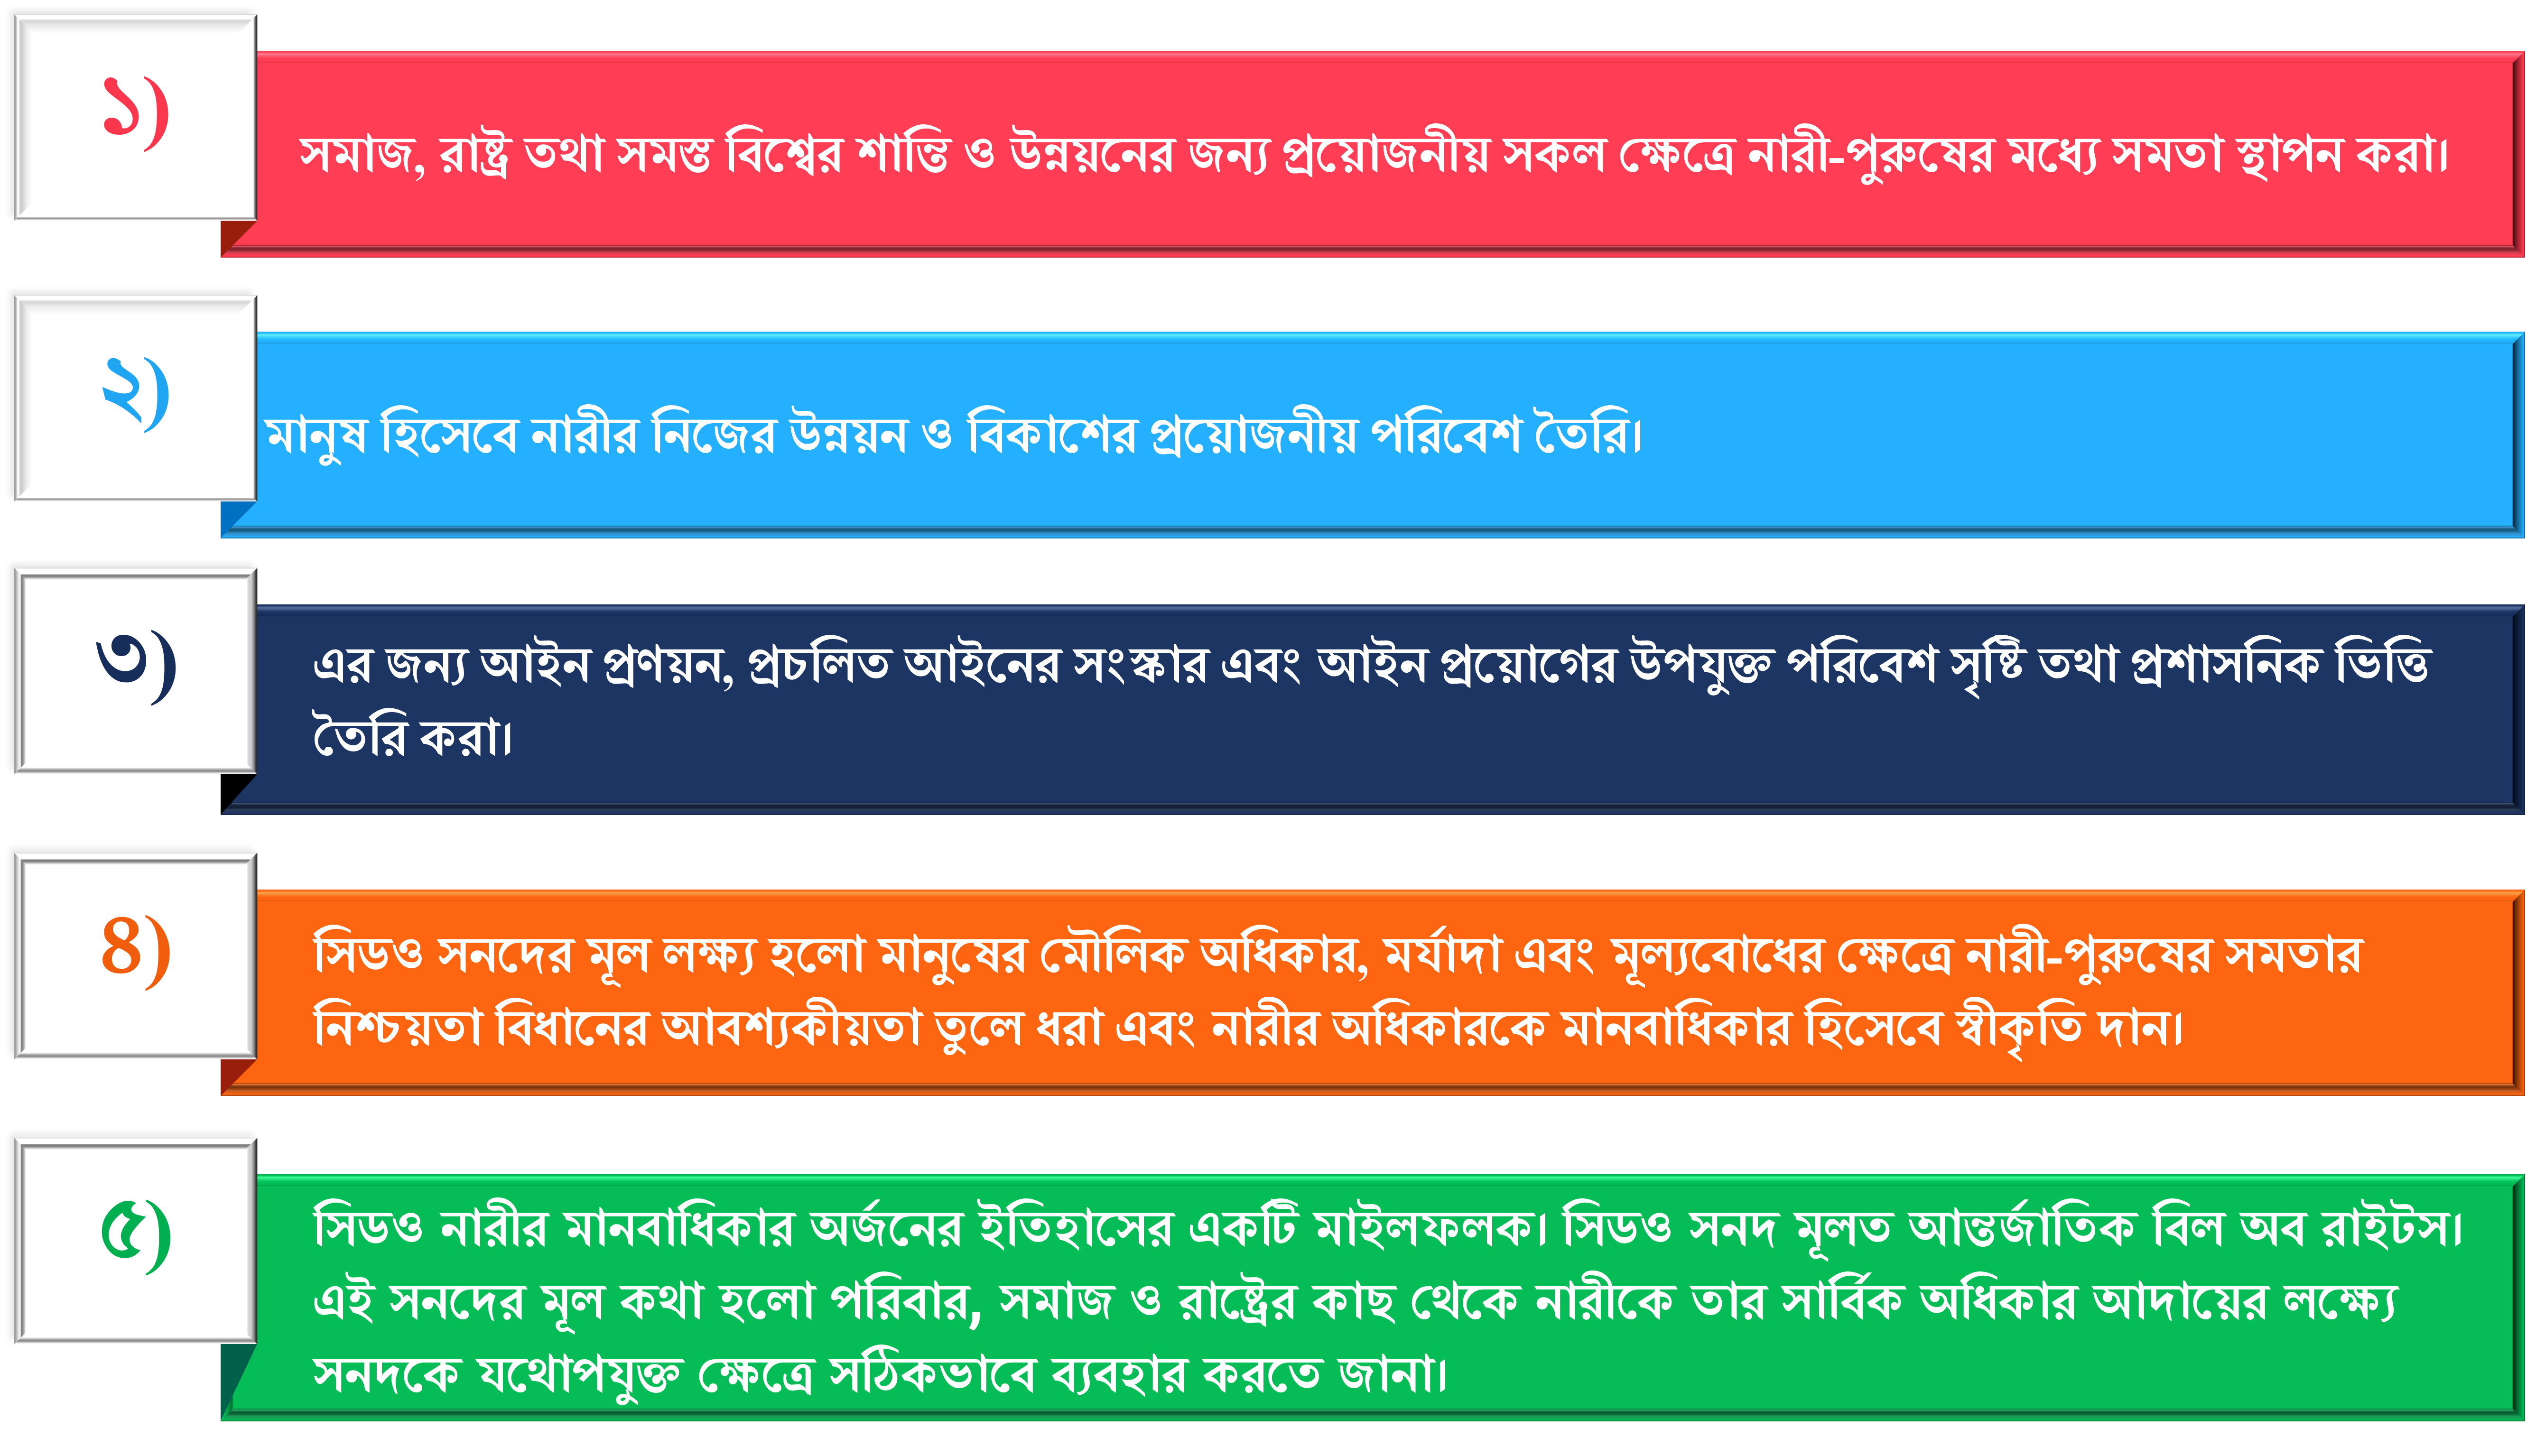 ১)
সমাজ, রাষ্ট্র তথা সমস্ত বিশ্বের শান্তি ও উন্নয়নের জন্য প্রয়োজনীয় সকল ক্ষেত্রে নারী-পুরুষের মধ্যে সমতা স্থাপন করা।
২)
মানুষ হিসেবে নারীর নিজের উন্নয়ন ও বিকাশের প্রয়োজনীয় পরিবেশ তৈরি।
৩)
এর জন্য আইন প্রণয়ন, প্রচলিত আইনের সংস্কার এবং আইন প্রয়োগের উপযুক্ত পরিবেশ সৃষ্টি তথা প্রশাসনিক ভিত্তি
তৈরি করা।
৪)
সিডও সনদের মূল লক্ষ্য হলো মানুষের মৌলিক অধিকার, মর্যাদা এবং মূল্যবোধের ক্ষেত্রে নারী-পুরুষের সমতার
নিশ্চয়তা বিধানের আবশ্যকীয়তা তুলে ধরা এবং নারীর অধিকারকে মানবাধিকার হিসেবে স্বীকৃতি দান।
৫)
সিডও নারীর মানবাধিকার অর্জনের ইতিহাসের একটি মাইলফলক। সিডও সনদ মূলত আন্তর্জাতিক বিল অব রাইটস।
এই সনদের মূল কথা হলো পরিবার, সমাজ ও রাষ্ট্রের কাছ থেকে নারীকে তার সার্বিক অধিকার আদায়ের লক্ষ্যে
সনদকে যথোপযুক্ত ক্ষেত্রে সঠিকভাবে ব্যবহার করতে জানা।